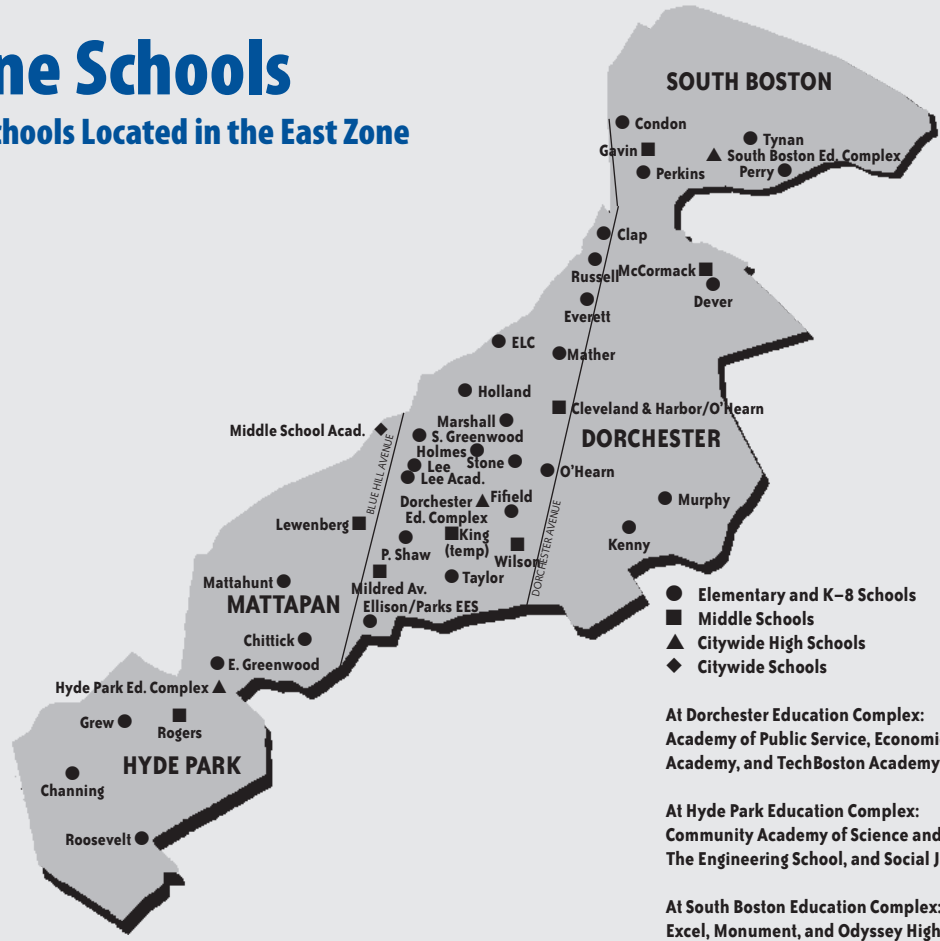 ne Schools
chools Located in the East Zone
SOUTH BOSTON
Condon
Tynan
Gavin
South Boston Ed. Complex
Perkins
Perry
Clap
Russell
McCormack
Dever
Everett
ELC
Mather
Holland
Cleveland & Harbor/O'Hearn
Marshall
Middle School Acad.
S. Greenwood
DORCHESTER
Holmes
Stone
Lee
O'Hearn
Lee Acad.
BLUE HILL AVENUE
Dorchester
Ed. Complex
Fifield
Murphy
Lewenberg
King
(temp)
Kenny
P. Shaw
Wilson
DORCHESTER AVENUE
Mattahunt
Taylor
Mildred Av.
MATTAPAN
Ellison/Parks EES
Chittick
E. Greenwood
Hyde Park Ed. Complex
Grew
Rogers
HYDE PARK
Channing
Roosevelt
Elementary and K–8 Schools
Middle Schools
Citywide High Schools
Citywide Schools
At Dorchester Education Complex:
Academy of Public Service, Economi
Academy, and TechBoston Academy
At Hyde Park Education Complex:
Community Academy of Science and
The Engineering School, and Social J
At South Boston Education Complex:
Excel, Monument, and Odyssey High